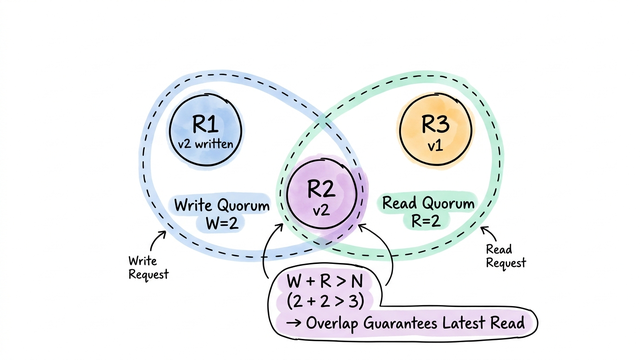 R1
v2 written
R3
v1
R2
v2
Write Quorum
W=2
Read Quorum
R=2
Write
Request
Read
Request
W + R > N
(2 + 2 > 3)
→ Overlap Guarantees Latest Read